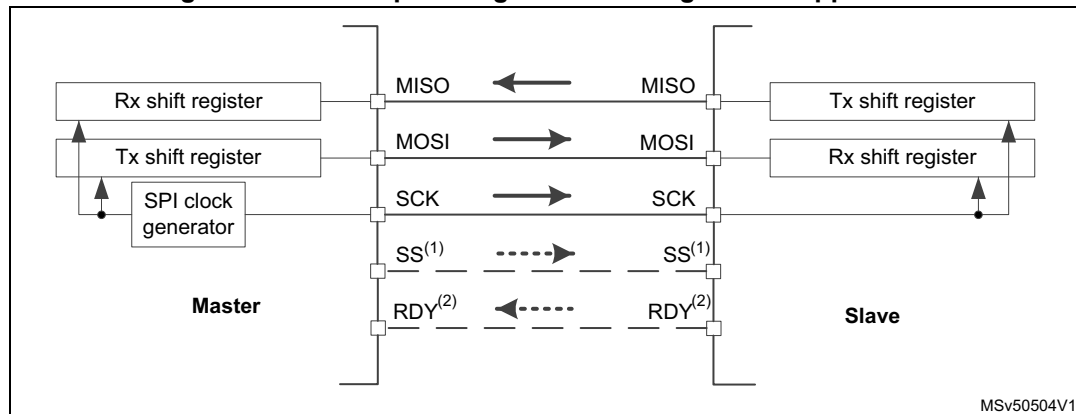 MISO MISO
Rx shift register Tx shift register
MOSI MOSI
Tx shift register Rx shift register
SCK SCK
SPI clock
generator
SS(1) SS(1)
Master
RDY(2) RDY(2)
Slave
MSv50504V1